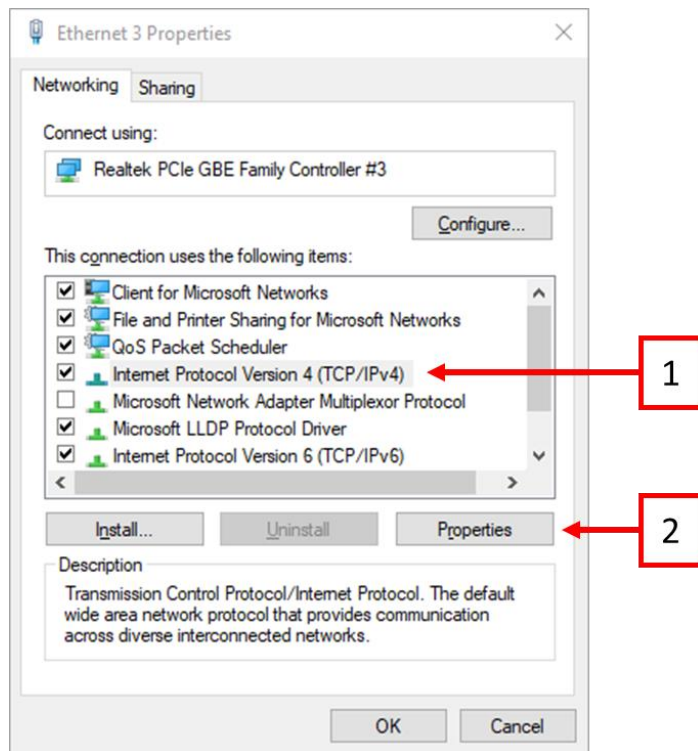 Ethernet 3 Properties
Networking Sharing
Connect using:
Realtek PCIe GBE Family Controller #3
Configure...
This connection uses the following items:
Client for Microsoft Networks
File and Printer Sharing for Microsoft Networks
QoS Packet Scheduler
Internet Protocol Version 4 (TCP/IPv4)
1
Microsoft Network Adapter Multiplexor Protocol
Microsoft LLDP Protocol Driver
Internet Protocol Version 6 (TCP/IPv6)
Install... Uninstall Properties
2
Description
Transmission Control Protocol/Internet Protocol. The default
wide area network protocol that provides communication
across diverse interconnected networks.
OK Cancel